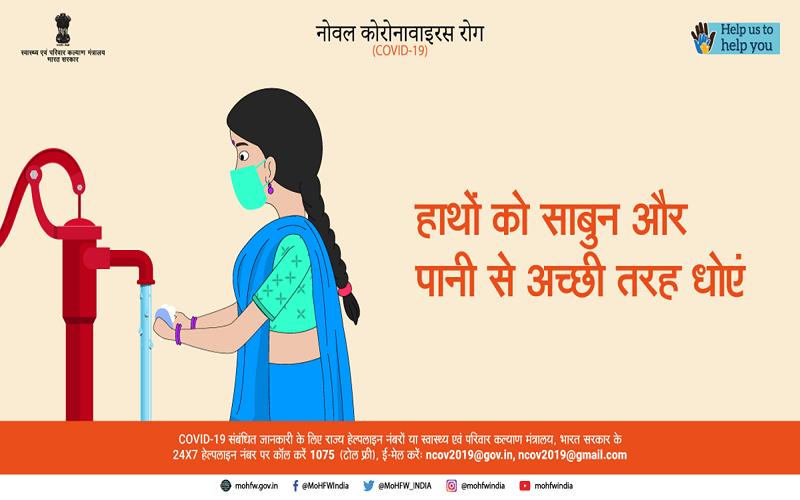 स्वास्थ्य एवं परिवार कल्याण मंत्रालय
भारत सरकार
नोवल कोरोनावाइरस रोग
(COVID-19)
Help us to
help you
हाथों को साबुन और
पानी से अच्छी तरह धोएं
COVID-19 संबंधित जानकारी के लिए राज्य हेल्पलाइन नंबरों या स्वास्थ्य एवं परिवार कल्याण मंत्रालय, भारत सरकार के
24X7 हेल्पलाइन नंबर पर कॉल करें 1075 (टोल फ्री), ई-मेल करें: ncov2019@gov.in, ncov2019@gmail.com
mohfw.gov.in @MoHFWIndia @MoHFW_INDIA @mohfwindia mohfwindia